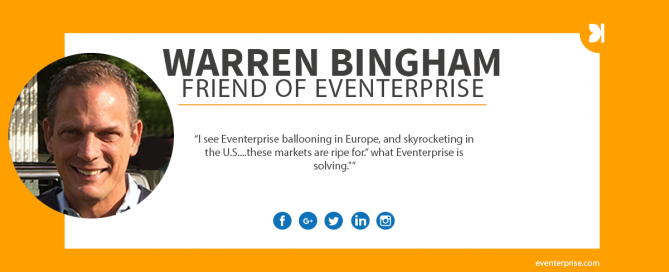 WARREN BINGHAM
FRIEND OF EVENTERPRISE
“I see Eventerprise ballooning in Europe, and skyrocketing in
the U.S....these markets are ripe for.” what Eventerprise is
solving."”
f G+ in
eventerprise.com